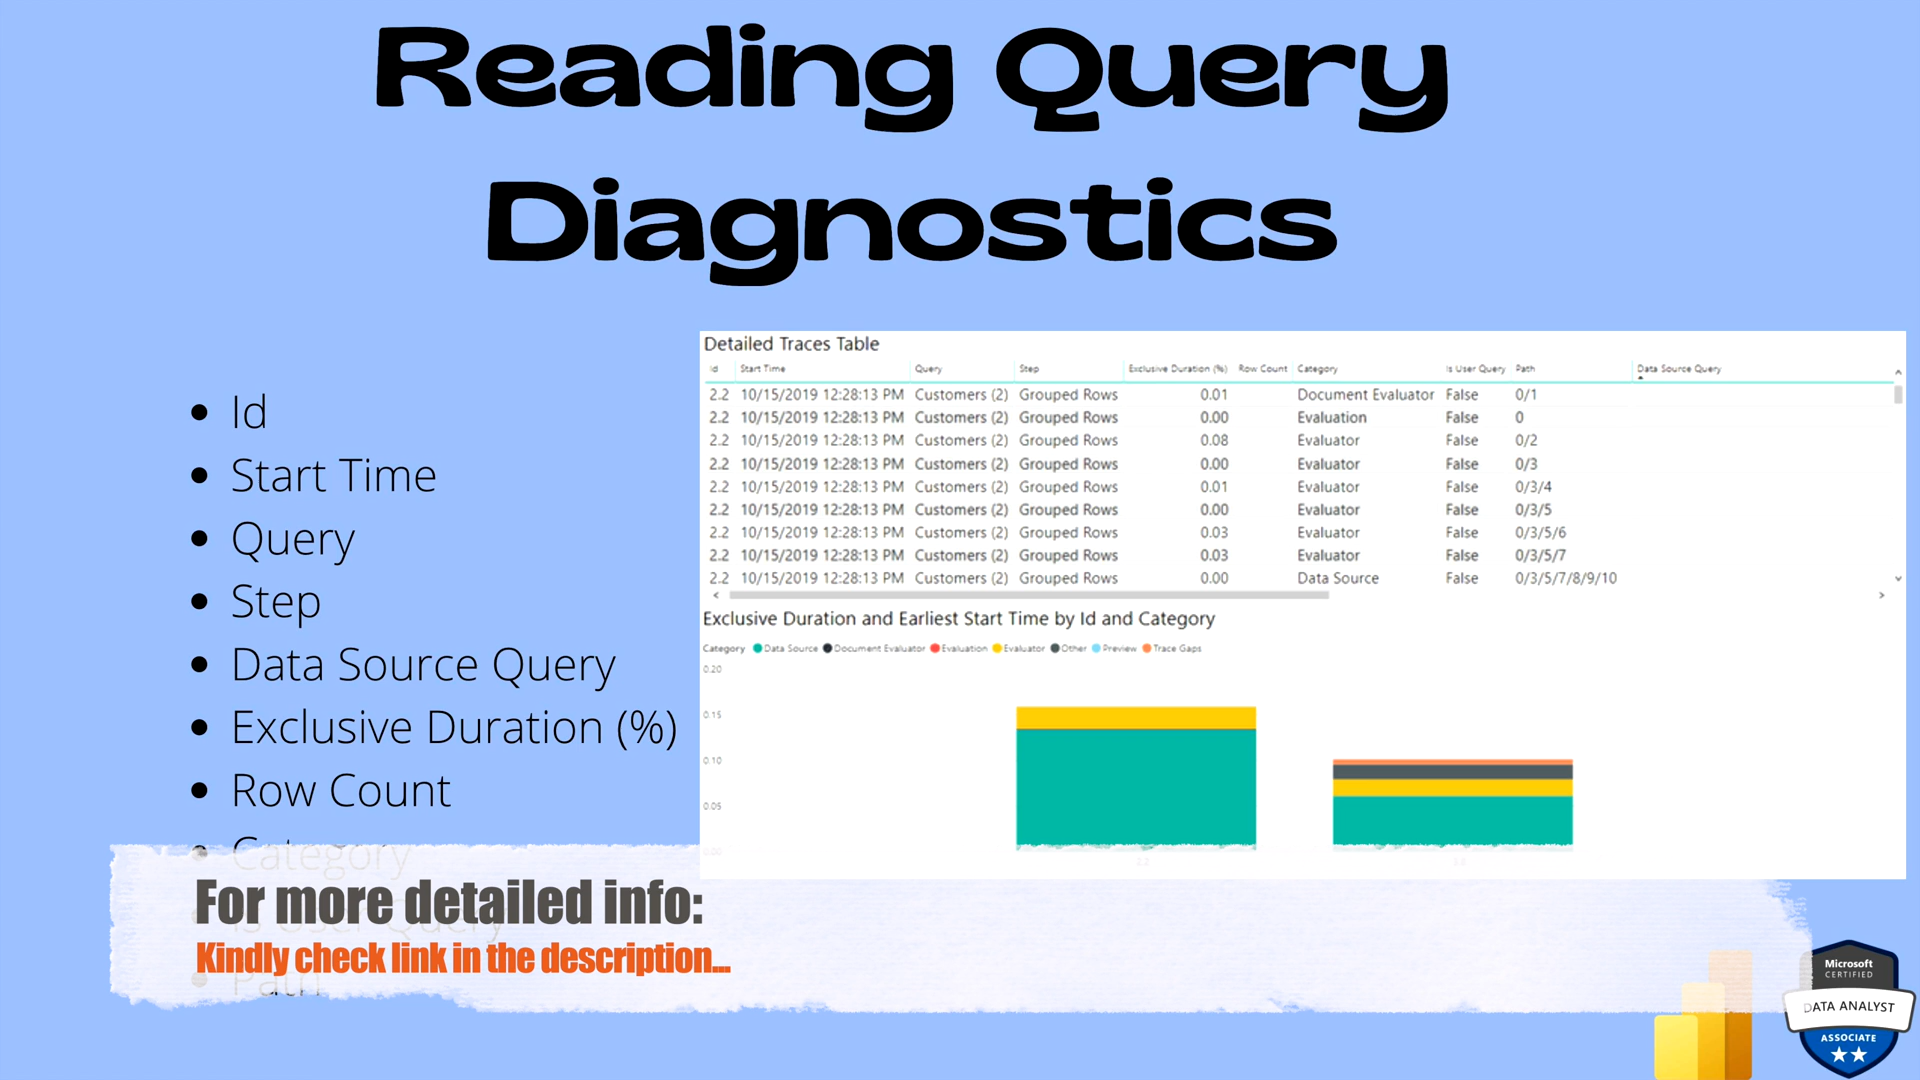 Reading Query
Diagnostics
• Id
• Start Time
• Query
• Step
• Data Source Query
• Exclusive Duration (%)
• Row Count
• Category
• Is User Query
• Path
Detailed Traces Table
Id Start Time Query Step Exclusive Duration (%) Row Count Category Is User Query Path Data Source Query
2.2 10/15/2019 12:28:13 PM Customers (2) Grouped Rows 0.01 Document Evaluator False 0/1
2.2 10/15/2019 12:28:13 PM Customers (2) Grouped Rows 0.00 Evaluation False 0
2.2 10/15/2019 12:28:13 PM Customers (2) Grouped Rows 0.08 Evaluator False 0/2
2.2 10/15/2019 12:28:13 PM Customers (2) Grouped Rows 0.00 Evaluator False 0/3
2.2 10/15/2019 12:28:13 PM Customers (2) Grouped Rows 0.01 Evaluator False 0/3/4
2.2 10/15/2019 12:28:13 PM Customers (2) Grouped Rows 0.00 Evaluator False 0/3/5
2.2 10/15/2019 12:28:13 PM Customers (2) Grouped Rows 0.03 Evaluator False 0/3/5/6
2.2 10/15/2019 12:28:13 PM Customers (2) Grouped Rows 0.03 Evaluator False 0/3/5/7
2.2 10/15/2019 12:28:13 PM Customers (2) Grouped Rows 0.00 Data Source False 0/3/5/7/8/9/10
Exclusive Duration and Earliest Start Time by Id and Category
Category Data Source Document Evaluator Evaluation Evaluator Other Preview Trace Gaps
0.20
0.15
0.10
0.05
0.00
2.2
For more detailed info:
Kindly check link in the description...
Microsoft
CERTIFIED
DATA ANALYST
ASSOCIATE